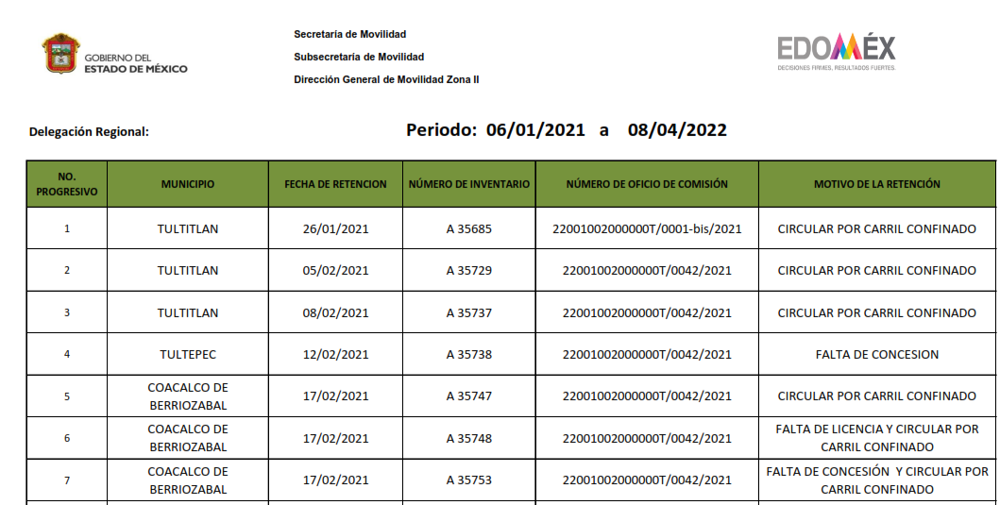 GOBIERNO DEL
ESTADO DE MÉXICO
Secretaría de Movilidad
Subsecretaría de Movilidad
Dirección General de Movilidad Zona II
EDOMÉX
DECISIONES FIRMES, RESULTADOS FUERTES.
Delegación Regional:
Periodo: 06/01/2021 a 08/04/2022
NO. PROGRESIVO MUNICIPIO FECHA DE RETENCION NÚMERO DE INVENTARIO NÚMERO DE OFICIO DE COMISIÓN MOTIVO DE LA RETENCIÓN
1 TULTITLAN 26/01/2021 A 35685 22001002000000T/0001-bis/2021 CIRCULAR POR CARRIL CONFINADO
2 TULTITLAN 05/02/2021 A 35729 22001002000000T/0042/2021 CIRCULAR POR CARRIL CONFINADO
3 TULTITLAN 08/02/2021 A 35737 22001002000000T/0042/2021 CIRCULAR POR CARRIL CONFINADO
4 TULTEPEC 12/02/2021 A 35738 22001002000000T/0042/2021 FALTA DE CONCESION
5 COACALCO DE BERRIOZABAL 17/02/2021 A 35747 22001002000000T/0042/2021 CIRCULAR POR CARRIL CONFINADO
6 COACALCO DE BERRIOZABAL 17/02/2021 A 35748 22001002000000T/0042/2021 FALTA DE LICENCIA Y CIRCULAR POR CARRIL CONFINADO
7 COACALCO DE BERRIOZABAL 17/02/2021 A 35753 22001002000000T/0042/2021 FALTA DE CONCESIÓN Y CIRCULAR POR CARRIL CONFINADO